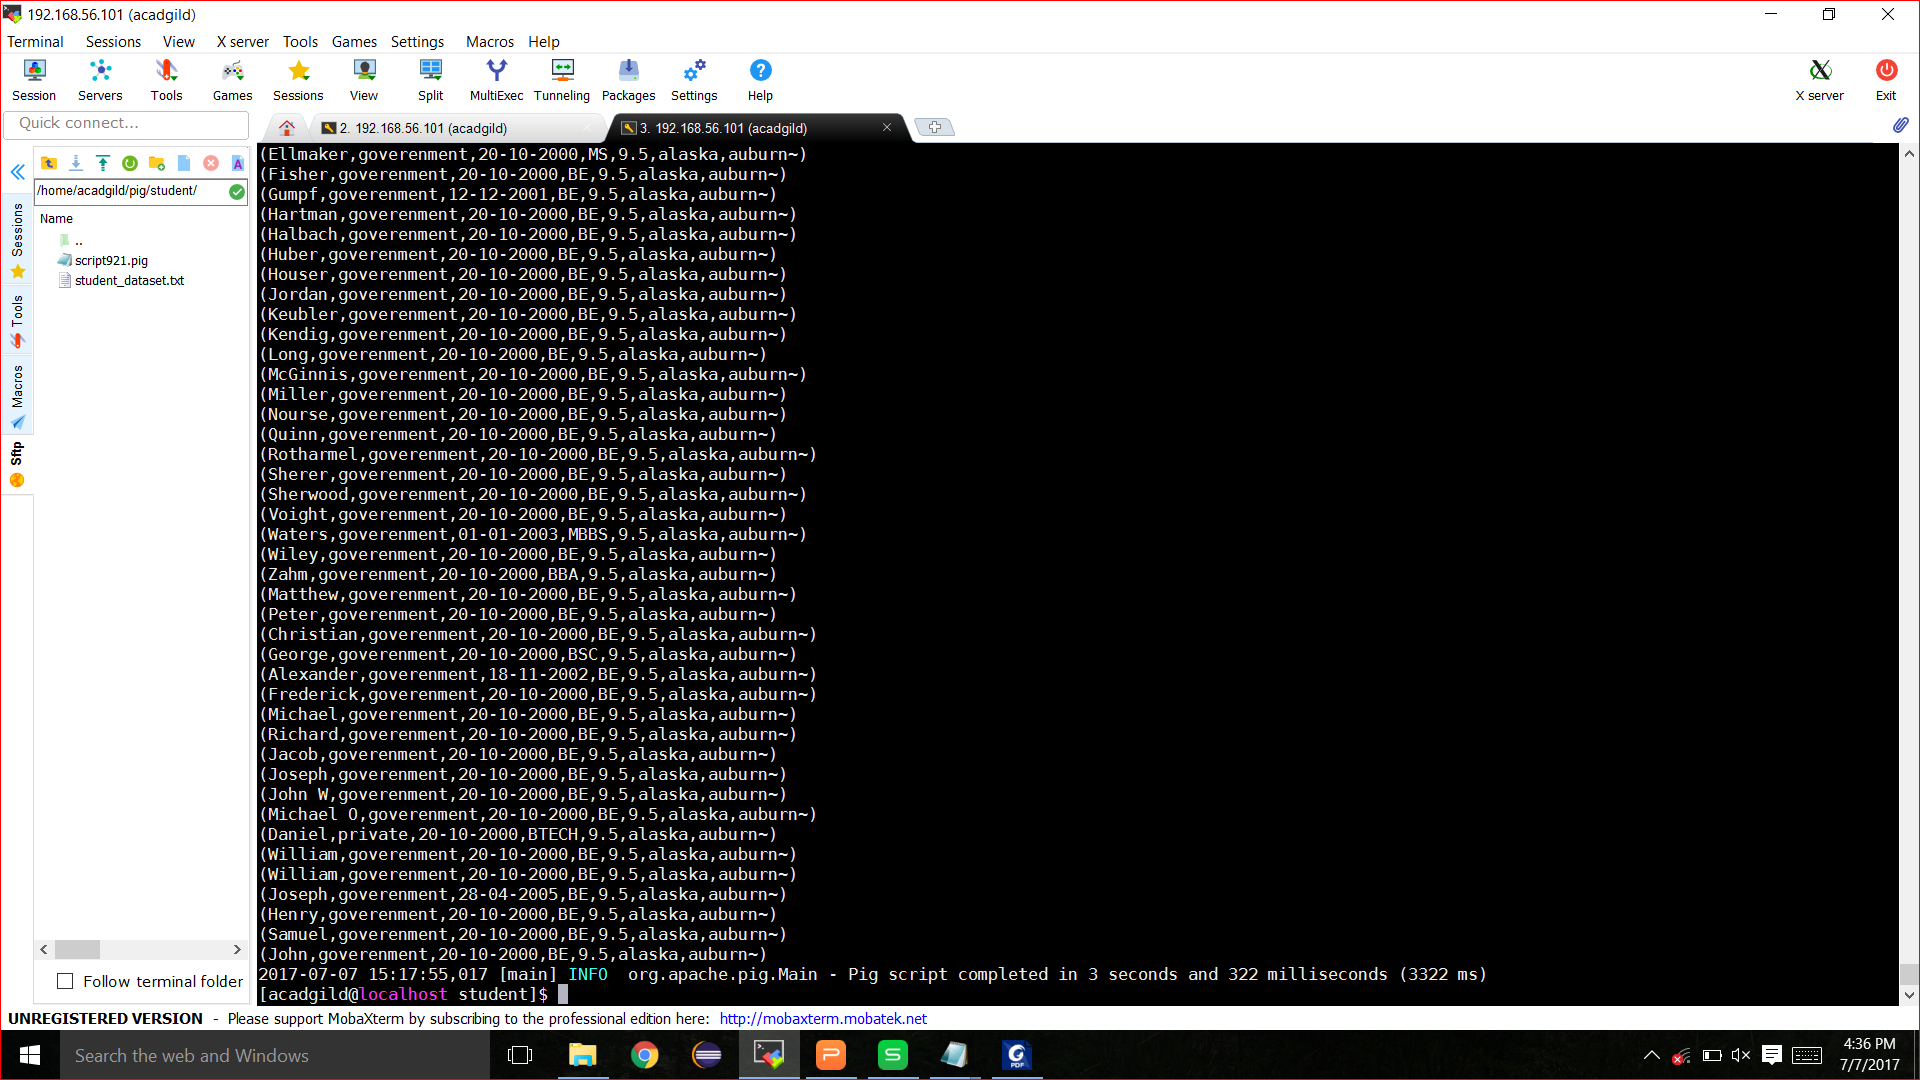 192.168.56.101 (acadgild)
Terminal Sessions View X server Tools Games Settings Macros Help
Session Servers Tools Games Sessions View Split MultiExec Tunneling Packages Settings Help X server Exit
Quick connect...
2. 192.168.56.101 (acadgild)
3. 192.168.56.101 (acadgild)
/home/acadgild/pig/student/
Name
..
script921.pig
student_dataset.txt
Sessions
Tools
Macros
Sftp
Follow terminal folder
(Ellmaker,goverenment,20-10-2000,MS,9.5,alaska,auburn~)
(Fisher,goverenment,20-10-2000,BE,9.5,alaska,auburn~)
(Gumpf,goverenment,12-12-2001,BE,9.5,alaska,auburn~)
(Hartman,goverenment,20-10-2000,BE,9.5,alaska,auburn~)
(Halbach,goverenment,20-10-2000,BE,9.5,alaska,auburn~)
(Huber,goverenment,20-10-2000,BE,9.5,alaska,auburn~)
(Houser,goverenment,20-10-2000,BE,9.5,alaska,auburn~)
(Jordan,goverenment,20-10-2000,BE,9.5,alaska,auburn~)
(Keubler,goverenment,20-10-2000,BE,9.5,alaska,auburn~)
(Kendig,goverenment,20-10-2000,BE,9.5,alaska,auburn~)
(Long,goverenment,20-10-2000,BE,9.5,alaska,auburn~)
(McGinnis,goverenment,20-10-2000,BE,9.5,alaska,auburn~)
(Miller,goverenment,20-10-2000,BE,9.5,alaska,auburn~)
(Nourse,goverenment,20-10-2000,BE,9.5,alaska,auburn~)
(Quinn,goverenment,20-10-2000,BE,9.5,alaska,auburn~)
(Rotharmel,goverenment,20-10-2000,BE,9.5,alaska,auburn~)
(Sherer,goverenment,20-10-2000,BE,9.5,alaska,auburn~)
(Sherwood,goverenment,20-10-2000,BE,9.5,alaska,auburn~)
(Voight,goverenment,20-10-2000,BE,9.5,alaska,auburn~)
(Waters,goverenment,01-01-2003,MBBS,9.5,alaska,auburn~)
(Wiley,goverenment,20-10-2000,BE,9.5,alaska,auburn~)
(Zahm,goverenment,20-10-2000,BBA,9.5,alaska,auburn~)
(Matthew,goverenment,20-10-2000,BE,9.5,alaska,auburn~)
(Peter,goverenment,20-10-2000,BE,9.5,alaska,auburn~)
(Christian,goverenment,20-10-2000,BE,9.5,alaska,auburn~)
(George,goverenment,20-10-2000,BSC,9.5,alaska,auburn~)
(Alexander,goverenment,18-11-2002,BE,9.5,alaska,auburn~)
(Frederick,goverenment,20-10-2000,BE,9.5,alaska,auburn~)
(Michael,goverenment,20-10-2000,BE,9.5,alaska,auburn~)
(Richard,goverenment,20-10-2000,BE,9.5,alaska,auburn~)
(Jacob,goverenment,20-10-2000,BE,9.5,alaska,auburn~)
(Joseph,goverenment,20-10-2000,BE,9.5,alaska,auburn~)
(John W,goverenment,20-10-2000,BE,9.5,alaska,auburn~)
(Michael O,goverenment,20-10-2000,BE,9.5,alaska,auburn~)
(Daniel,private,20-10-2000,BTECH,9.5,alaska,auburn~)
(William,goverenment,20-10-2000,BE,9.5,alaska,auburn~)
(William,goverenment,20-10-2000,BE,9.5,alaska,auburn~)
(Joseph,goverenment,28-04-2005,BE,9.5,alaska,auburn~)
(Henry,goverenment,20-10-2000,BE,9.5,alaska,auburn~)
(Samuel,goverenment,20-10-2000,BE,9.5,alaska,auburn~)
(John,goverenment,20-10-2000,BE,9.5,alaska,auburn~)
2017-07-07 15:17:55,017 [main] INFO  org.apache.pig.Main - Pig script completed in 3 seconds and 322 milliseconds (3322 ms)
[acadgild@localhost student]$
UNREGISTERED VERSION - Please support MobaXterm by subscribing to the professional edition here: http://mobaxterm.mobatek.net
Search the web and Windows
4:36 PM
7/7/2017